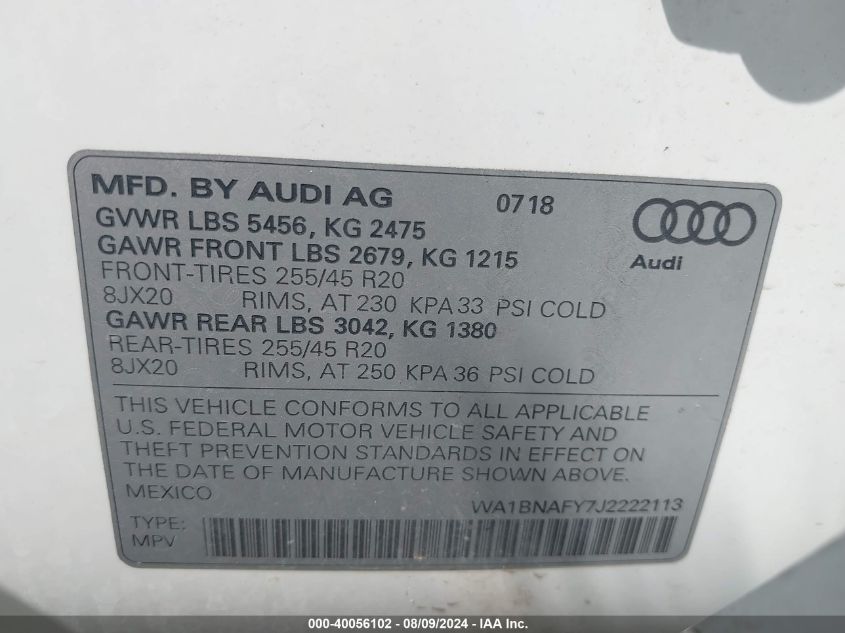 MFD. BY AUDI AG 0718
GVWR LBS 5456, KG 2475
GAWR FRONT LBS 2679, KG 1215
Audi
FRONT-TIRES 255/45 R20
8JX20 RIMS, AT 230 KPA 33 PSI COLD
GAWR REAR LBS 3042, KG 1380
REAR-TIRES 255/45 R20
8JX20 RIMS, AT 250 KPA 36 PSI COLD
THIS VEHICLE CONFORMS TO ALL APPLICABLE
U.S. FEDERAL MOTOR VEHICLE SAFETY AND
THEFT PREVENTION STANDARDS IN EFFECT ON
THE DATE OF MANUFACTURE SHOWN ABOVE.
MEXICO WA1BNAFY7J2222113
TYPE:
MPV
000-40056102 - 08/09/2024 - IAA Inc.